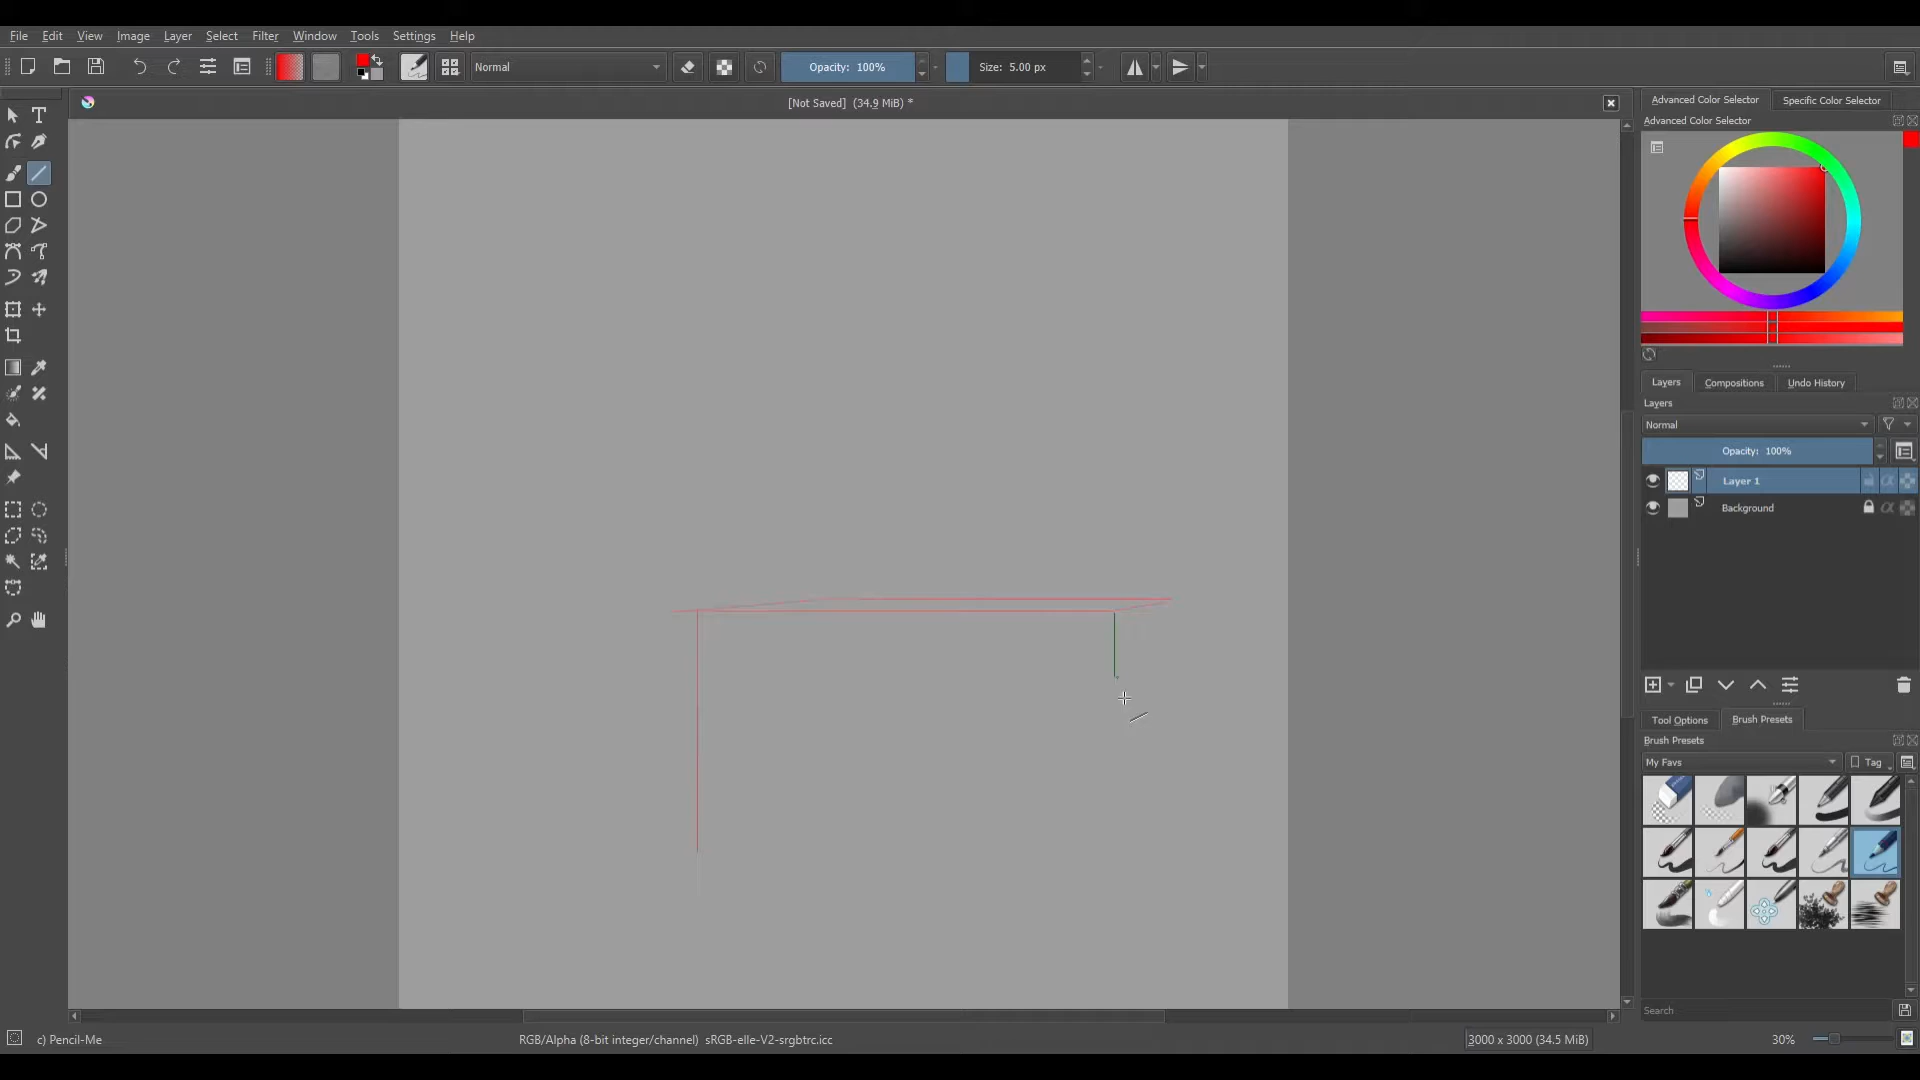 File Edit View Image Layer Select Filter Tools Settings Window Help
Normal
Opacity: 100%
Size: 5.00 px
[Not Saved] (34.9 MiB) *
Advanced Color Selector
Specific Color Selector
Advanced Color Selector
Layers
Compositions
Undo History
Layers
Normal
Opacity: 100%
Layer 1
Background
Tool Options
Brush Presets
Brush Presets
My Favs
Tag
Search
c) Pencil-Me
RGB/Alpha (8-bit integer/channel) sRGB-elle-V2-srgbtrc.icc
3000 x 3000 (34.5 MiB)
30%